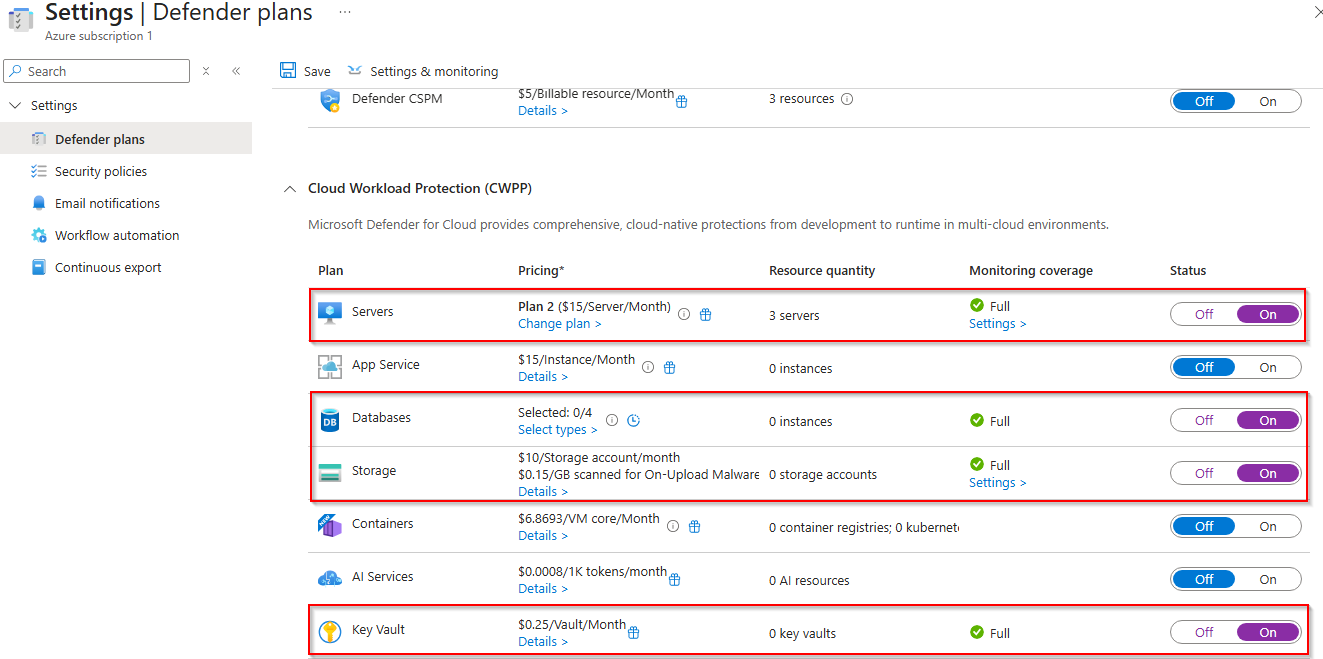 Settings | Defender plans ...
Azure subscription 1
Search
Save
Settings & monitoring
Settings
Defender plans
Security policies
Email notifications
Workflow automation
Continuous export
Defender CSPM
$5/Billable resource/Month
Details >
3 resources
Off On
Cloud Workload Protection (CWPP)
Microsoft Defender for Cloud provides comprehensive, cloud-native protections from development to runtime in multi-cloud environments.
Plan Pricing* Resource quantity Monitoring coverage Status
Servers
Plan 2 ($15/Server/Month)
Change plan >
3 servers
Full
Settings >
Off On
App Service
$15/Instance/Month
Details >
0 instances
Off On
Databases
Selected: 0/4
Select types >
0 instances
Full
Off On
Storage
$10/Storage account/month
$0.15/GB scanned for On-Upload Malware
Details >
0 storage accounts
Full
Settings >
Off On
Containers
$6.8693/VM core/Month
Details >
0 container registries; 0 kubernete
Off On
AI Services
$0.0008/1K tokens/month
Details >
0 AI resources
Off On
Key Vault
$0.25/Vault/Month
Details >
0 key vaults
Full
Off On